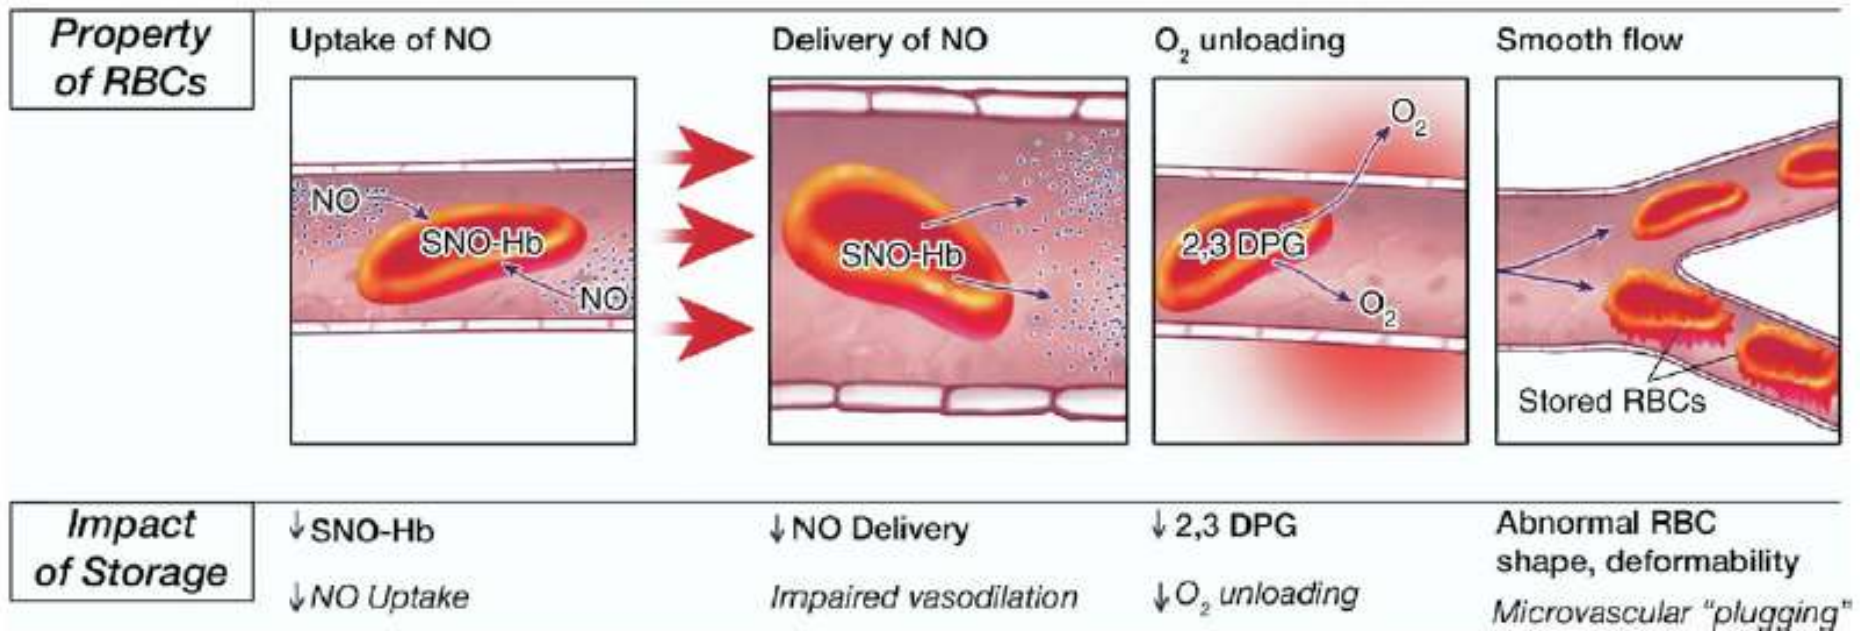 Property
of RBCs
Uptake of NO
Delivery of NO
O₂ unloading
Smooth flow
NO
SNO-Hb
NO
SNO-Hb
O₂
2,3 DPG
O₂
Stored RBCs
Impact
of Storage
↓ SNO-Hb
↓ NO Uptake
↓ NO Delivery
Impaired vasodilation
↓ 2,3 DPG
↓ O₂ unloading
Abnormal RBC
shape, deformability
Microvascular “plugging”